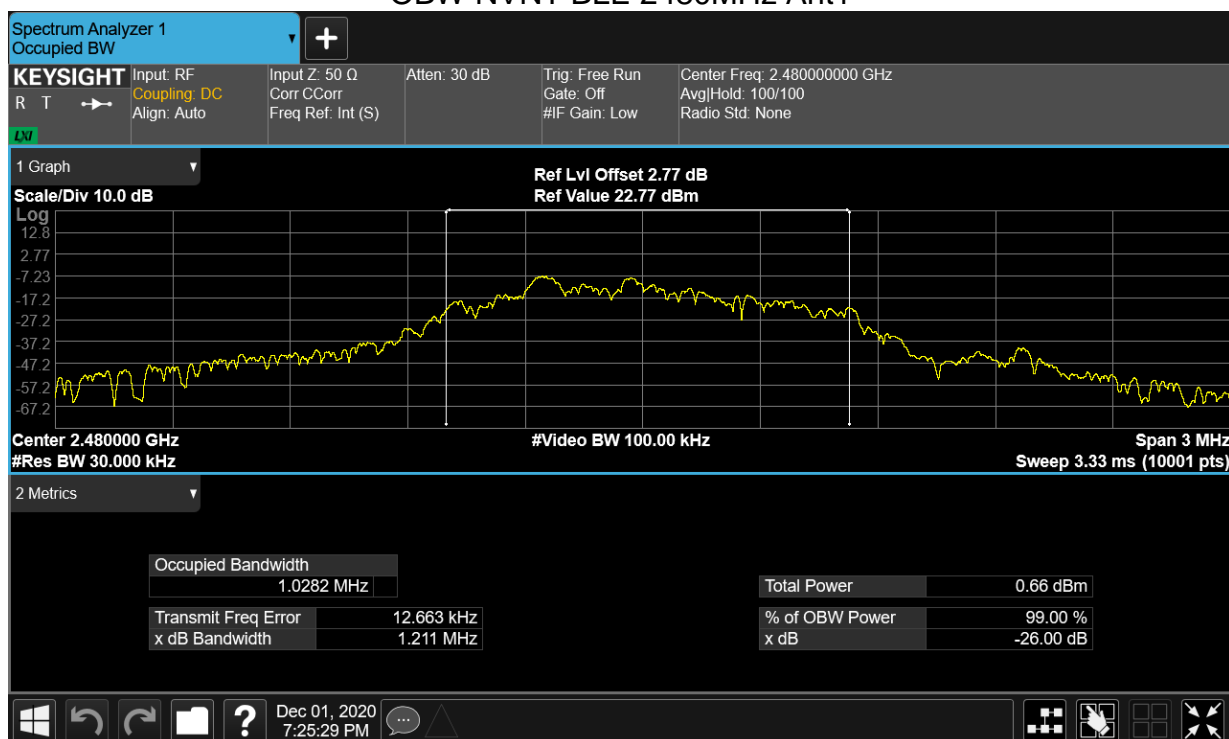 OBW NVNT BLE 2480MHz Ant1
Spectrum Analyzer 1
Occupied BW
KEYSIGHT
R T
LXI
Input: RF
Coupling: DC
Align: Auto
Input Z: 50 Ω
Corr CCorr
Freq Ref: Int (S)
Atten: 30 dB
Trig: Free Run
Gate: Off
#IF Gain: Low
Center Freq: 2.480000000 GHz
Avg|Hold: 100/100
Radio Std: None
1 Graph
Ref Lvl Offset 2.77 dB
Scale/Div 10.0 dB
Ref Value 22.77 dBm
Log
12.8
2.77
-7.23
-17.2
-27.2
-37.2
-47.2
-57.2
-67.2
Center 2.480000 GHz
#Video BW 100.00 kHz
Span 3 MHz
#Res BW 30.000 kHz
Sweep 3.33 ms (10001 pts)
2 Metrics
Occupied Bandwidth
1.0282 MHz
Total Power 0.66 dBm
Transmit Freq Error 12.663 kHz
% of OBW Power 99.00 %
x dB Bandwidth 1.211 MHz
x dB -26.00 dB
Dec 01, 2020
7:25:29 PM